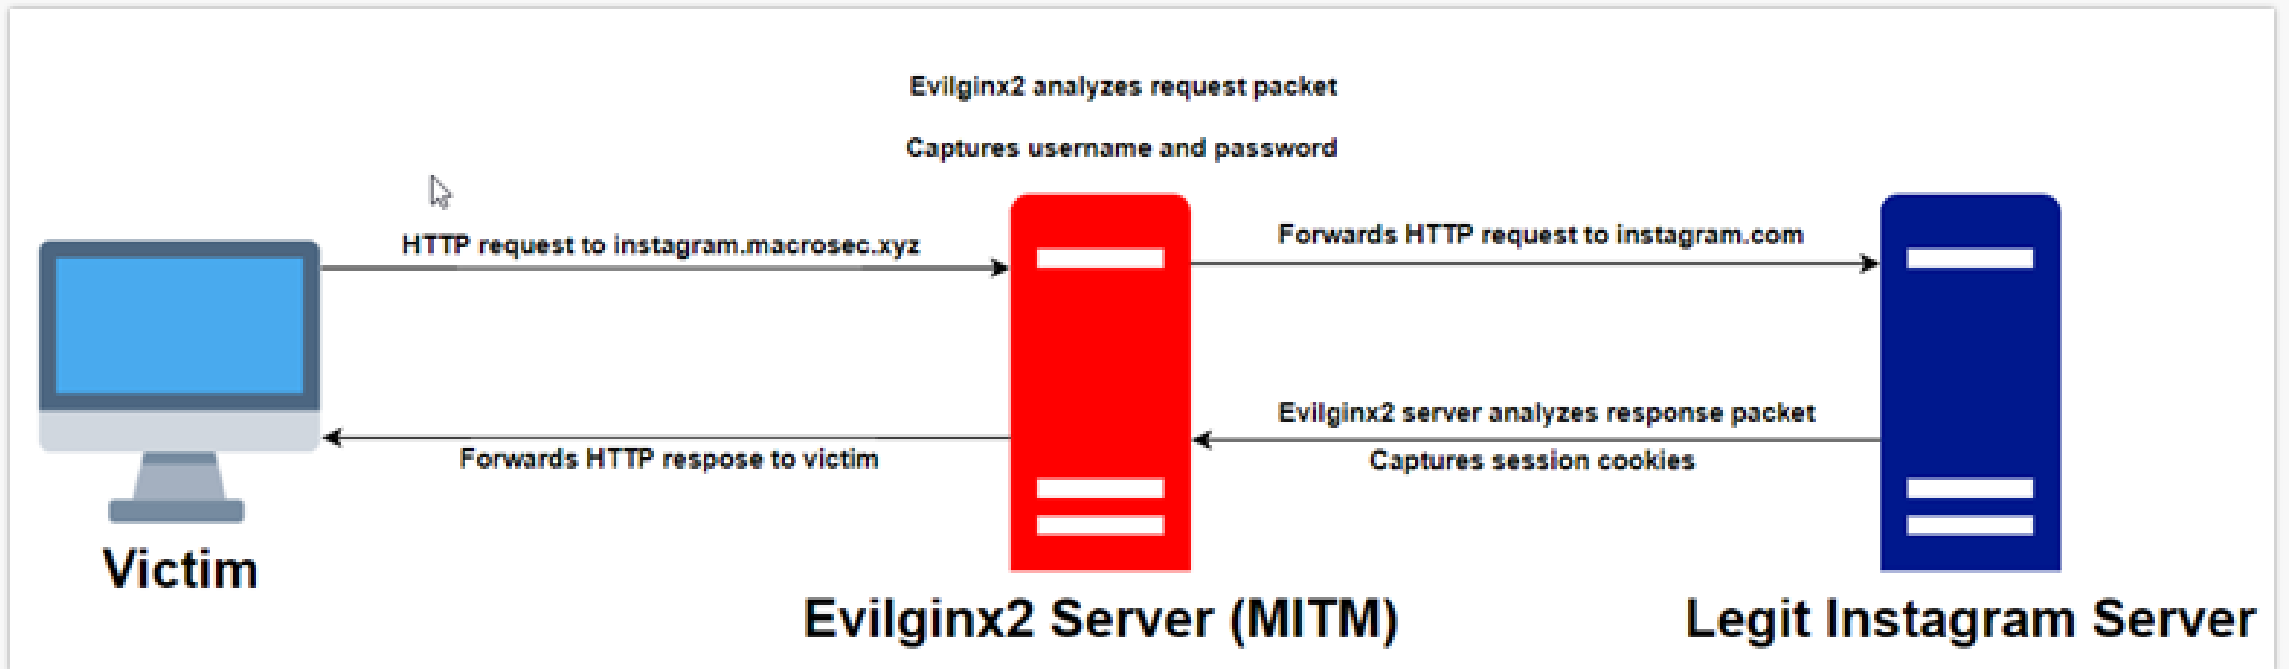 Evilginx2 analyzes request packet
Captures username and password
HTTP request to instagram.macrosec.xyz
Forwards HTTP request to instagram.com
Evilginx2 server analyzes response packet
Captures session cookies
Forwards HTTP respose to victim
Victim
Evilginx2 Server (MITM)
Legit Instagram Server